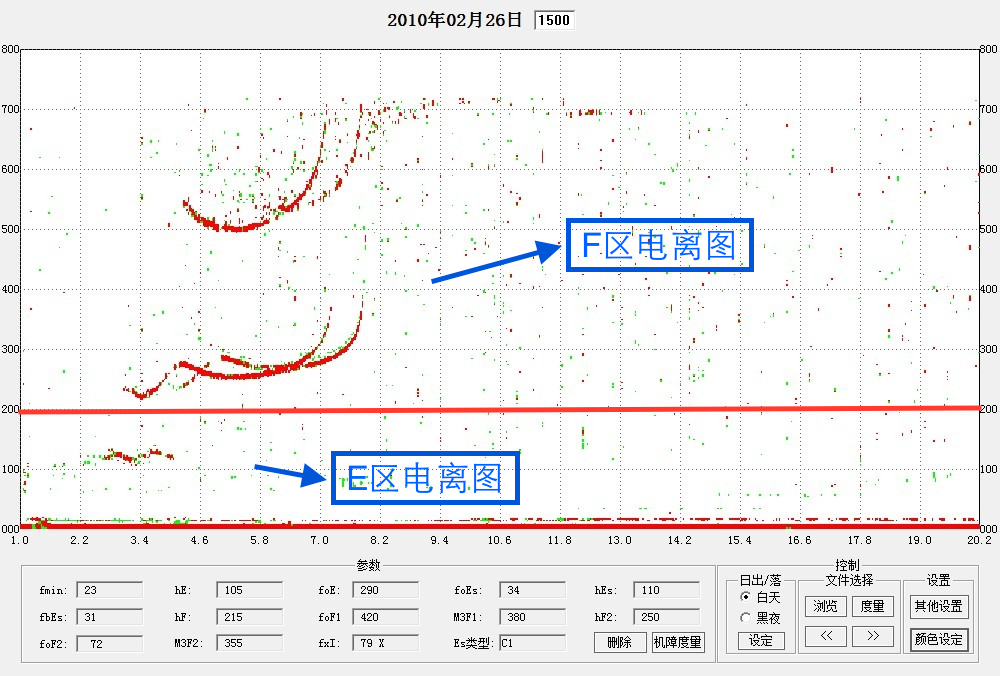 2010年02月26日 1500
800 800
700 700
600 600
500 500
F区电离图
400 400
300 300
200 200
100 100
E区电离图
000 000
1.0 2.2 3.4 4.6 5.8 7.0 8.2 9.4 10.6 11.8 13.0 14.2 15.4 16.6 17.8 19.0 20.2
参数
fmin: 23 hE: 105 foE: 290 foEs: 34 hEs: 110
fbEs: 31 hF: 215 foF1 420 M3F1: 380 hF2: 250
foF2: 72 M3F2: 355 fxI: 79 X Es类型: C1 删除 机障度量
控制
日出/落 文件选择 设置
白天 浏览 度量 其他设置
黑夜
设定 << >> 颜色设定